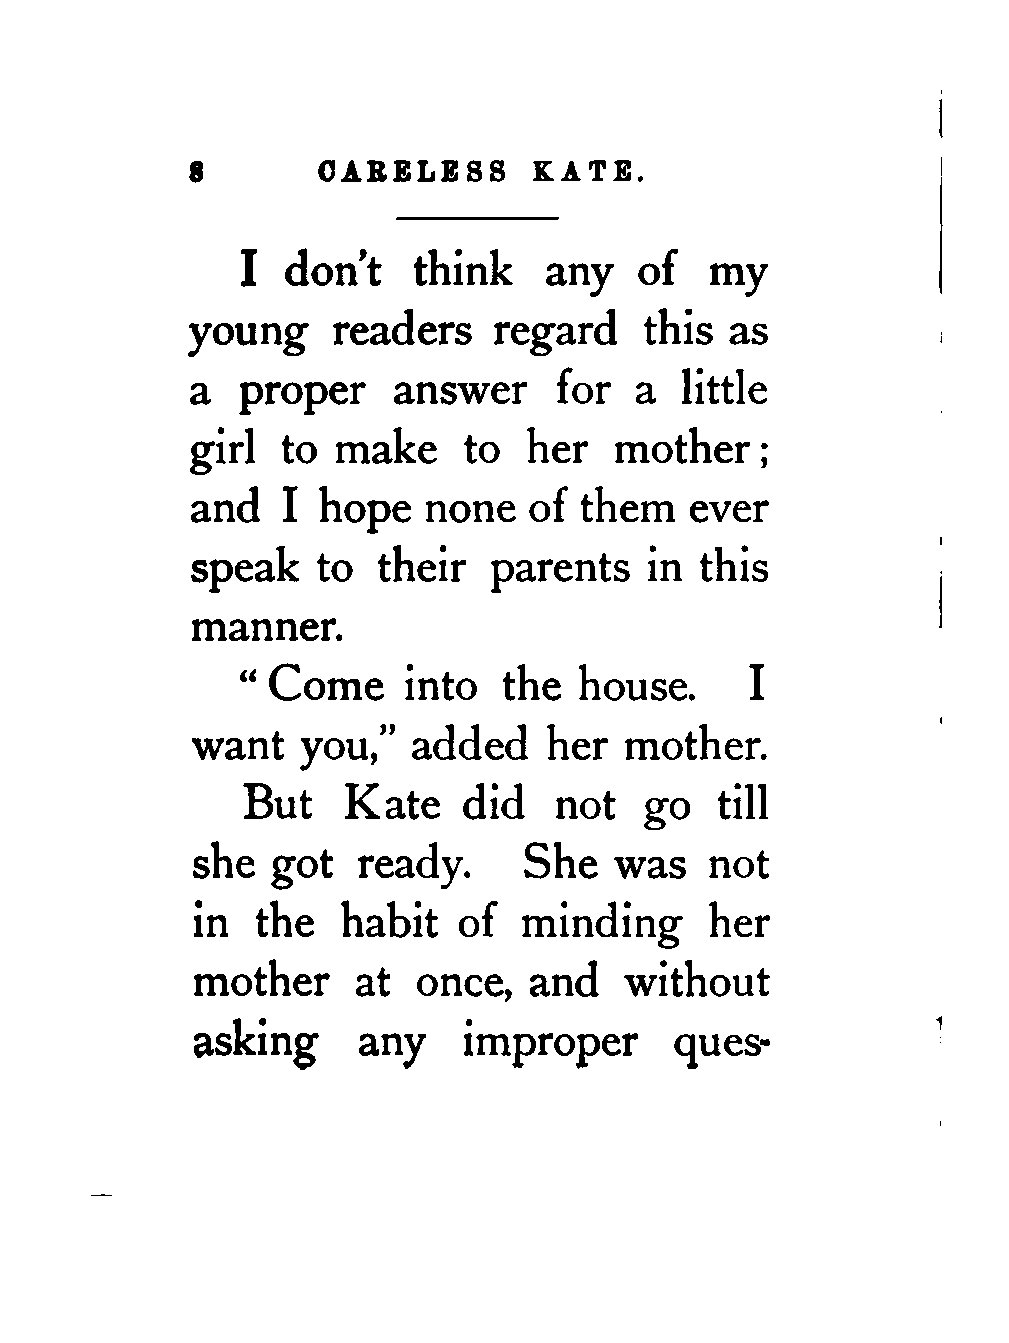 8 CARELESS KATE.
I don't think any of my
young readers regard this as
a proper answer for a little
girl to make to her mother;
and I hope none of them ever
speak to their parents in this
manner.
“ Come into the house. I
want you,” added her mother.
But Kate did not go till
she got ready. She was not
in the habit of minding her
mother at once, and without
asking any improper ques-